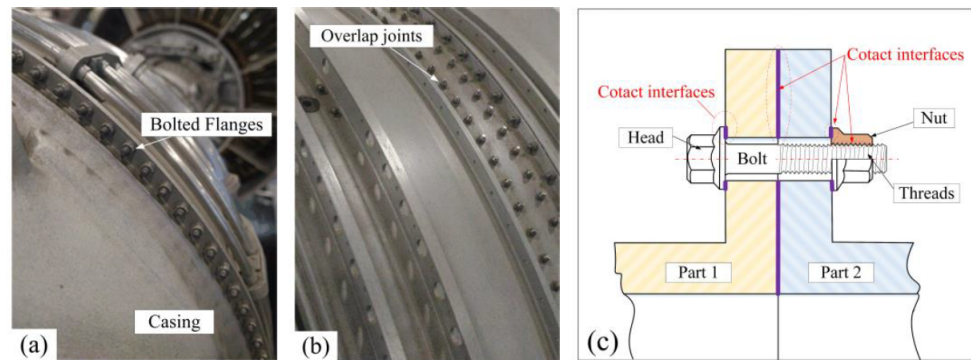 Bolted Flanges
Casing
(a)
Overlap joints
(b)
Cotact interfaces
Cotact interfaces
Head
Nut
Bolt
Threads
Part 1
Part 2
(c)